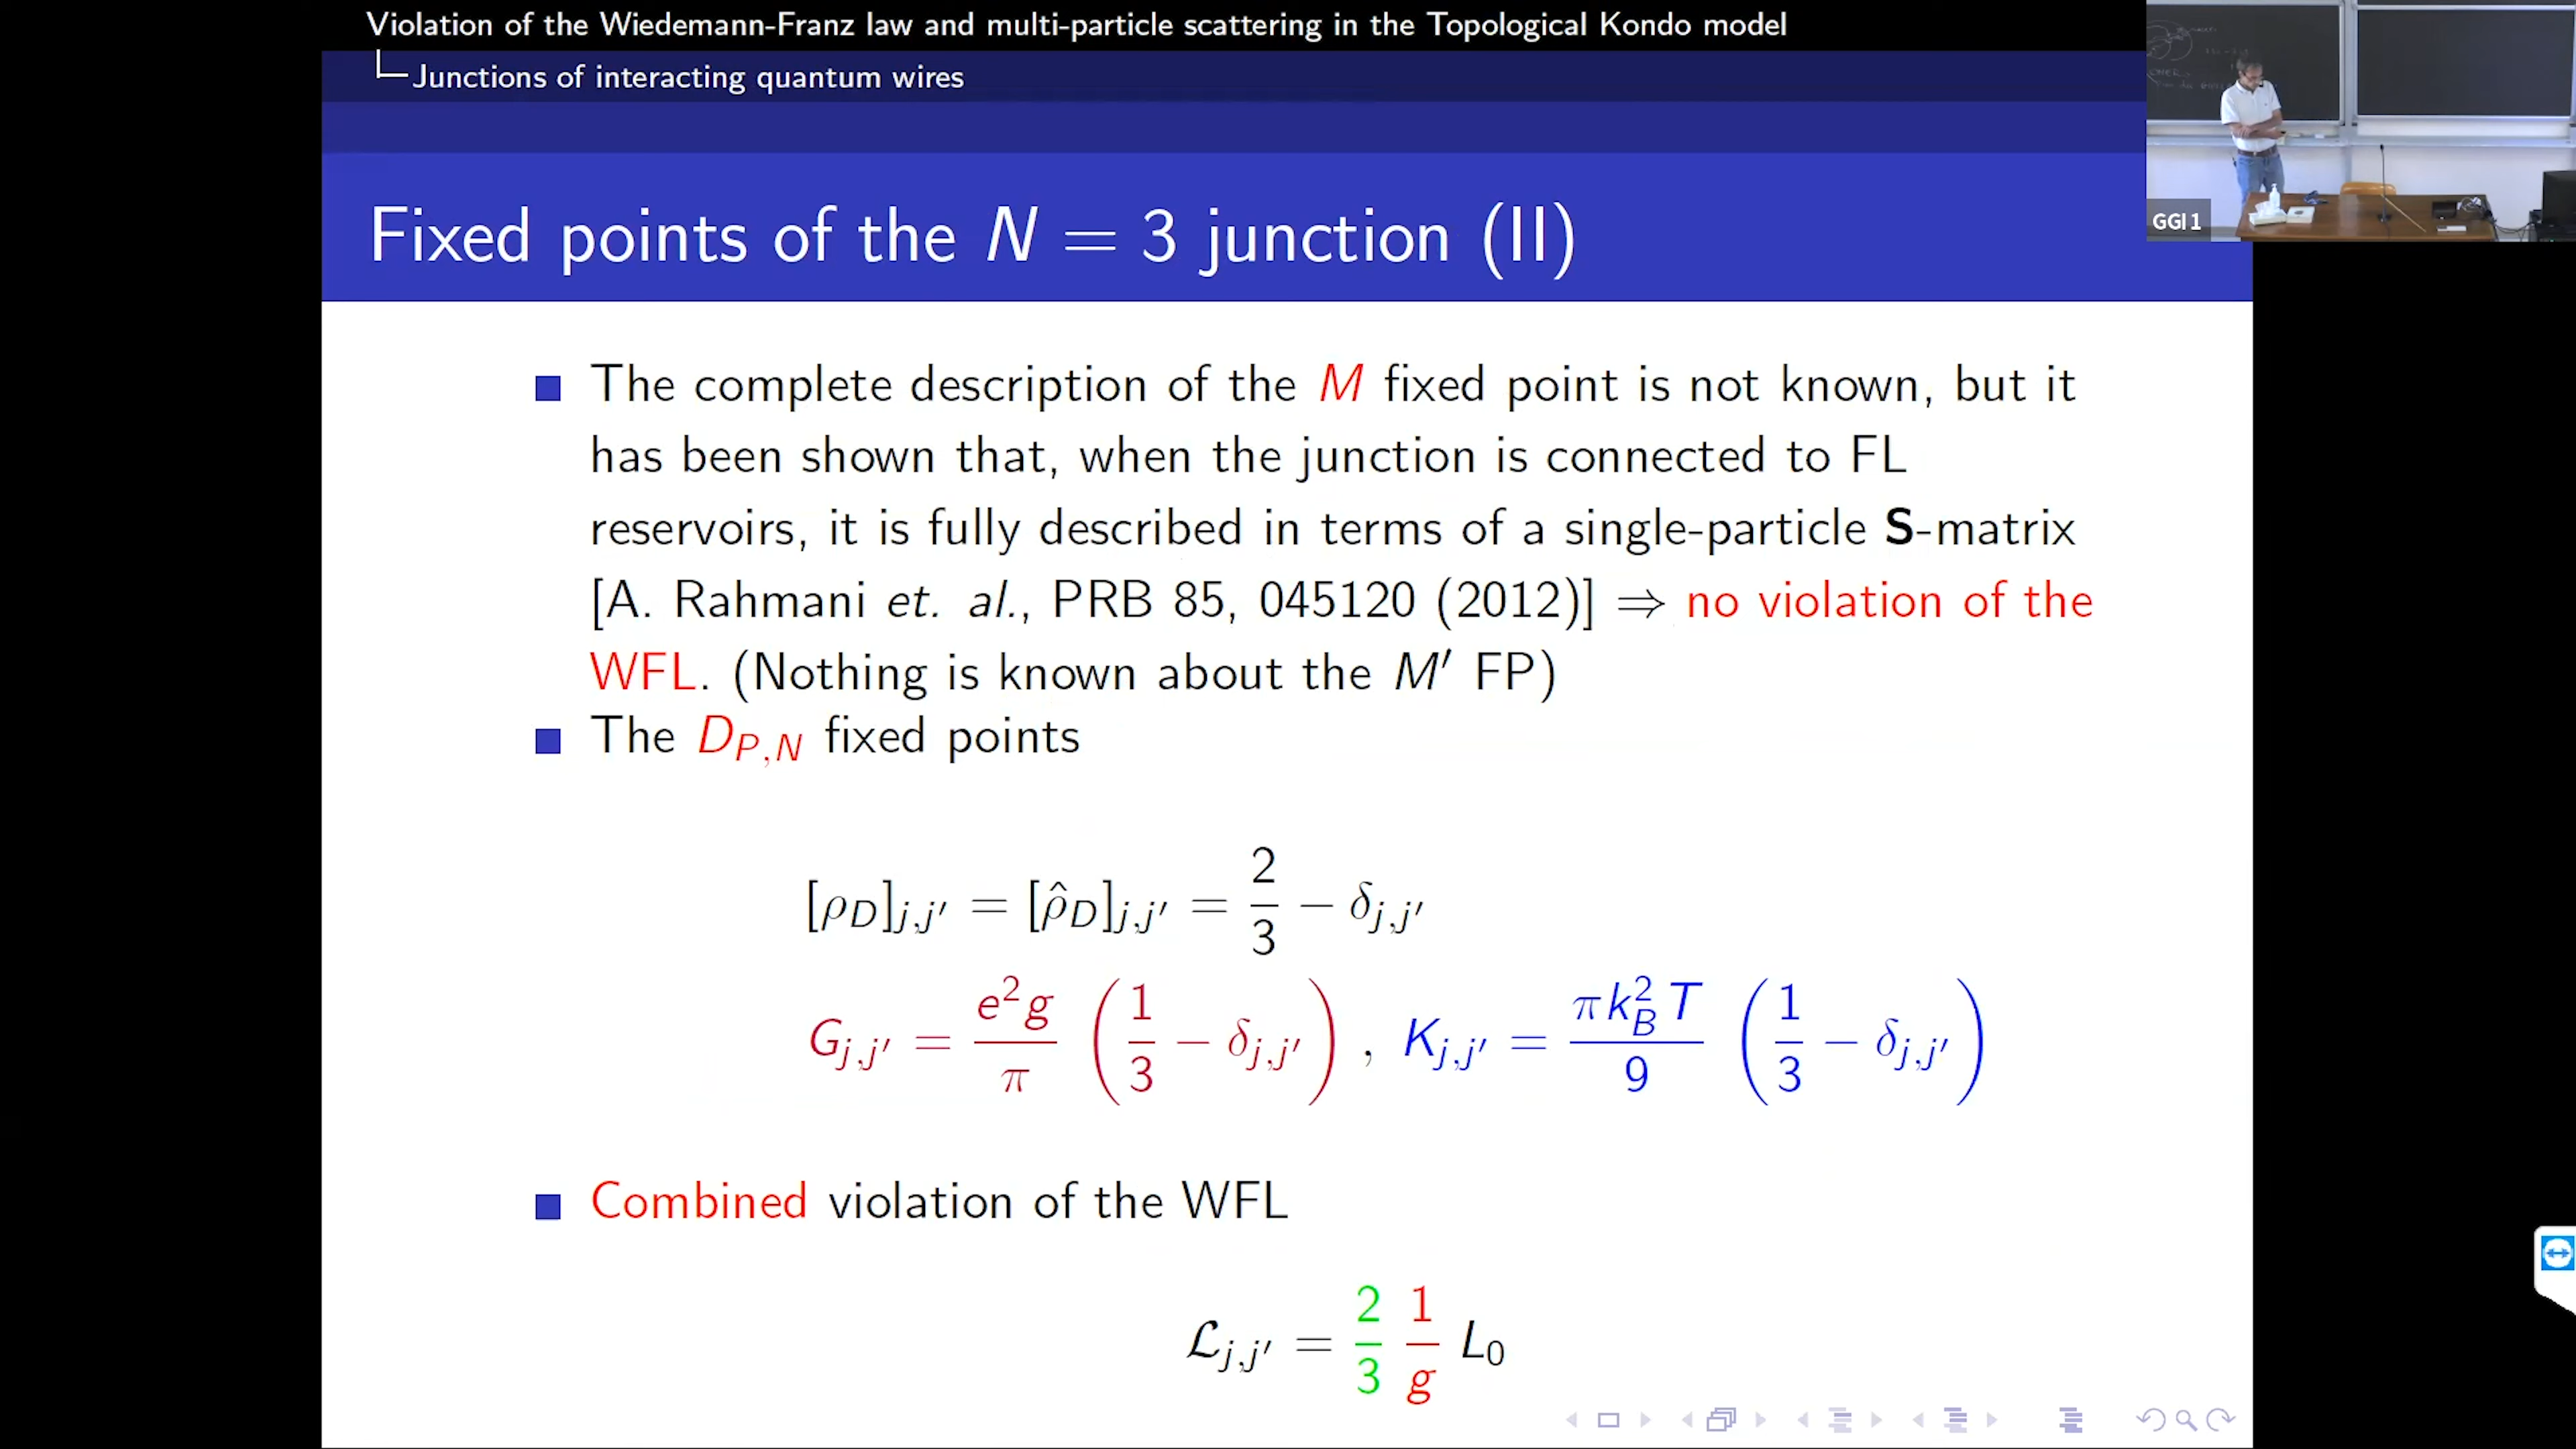 Violation of the Wiedemann-Franz law and multi-particle scattering in the Topological Kondo model
Junctions of interacting quantum wires
Fixed points of the N = 3 junction (II)
GGI 1
The complete description of the M fixed point is not known, but it
has been shown that, when the junction is connected to FL
reservoirs, it is fully described in terms of a single-particle S-matrix
[A. Rahmani et. al., PRB 85, 045120 (2012)] ⇒ no violation of the
WFL. (Nothing is known about the M′ FP)
The D_{P,N} fixed points
[ρ_D]_{j,j′} = [ρ̂_D]_{j,j′} = 2/3 − δ_{j,j′}
G_{j,j′} = e²g/π (1/3 − δ_{j,j′}) , K_{j,j′} = πk_B²T/9 (1/3 − δ_{j,j′})
Combined violation of the WFL
ℒ_{j,j′} = 2/3 1/g L₀